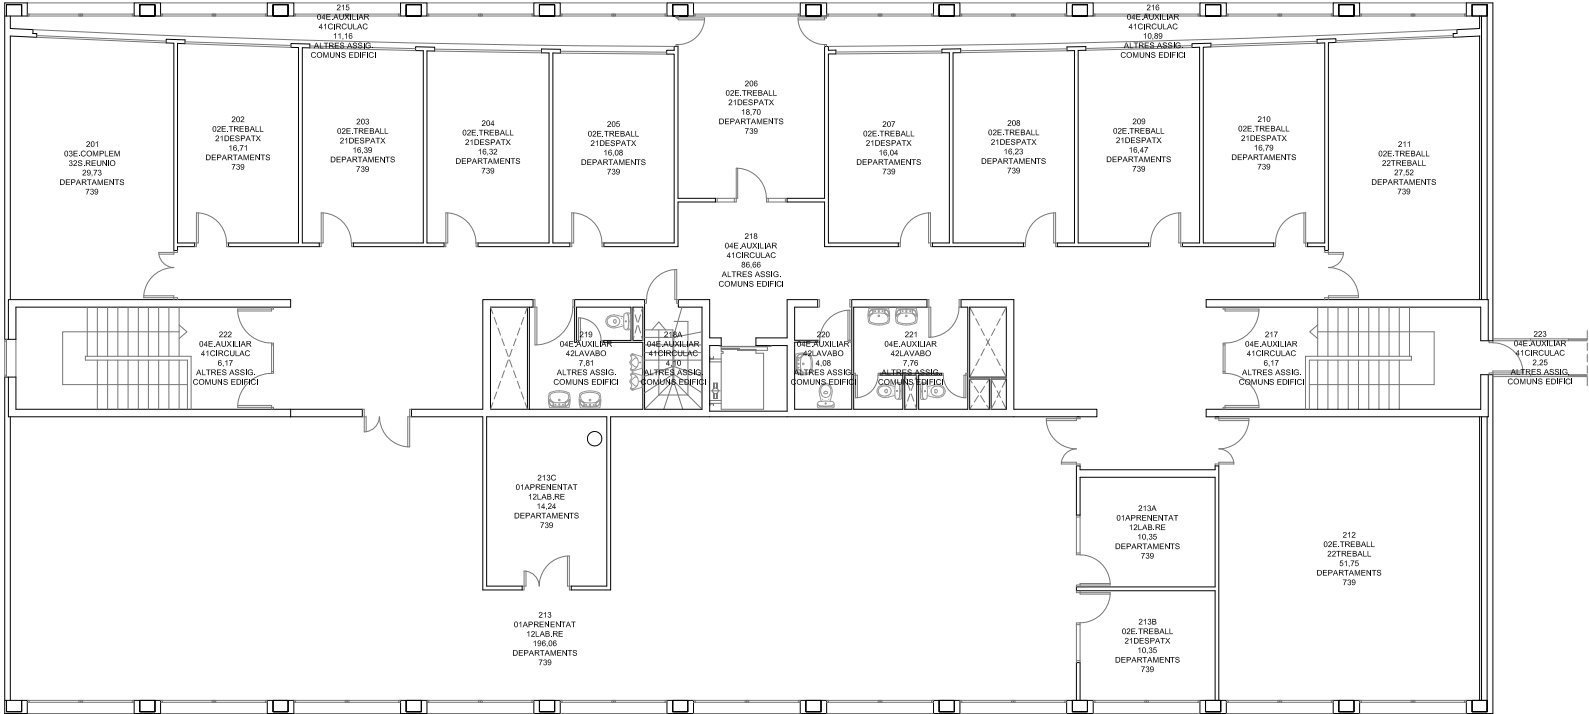 215
04E.AUXILIAR
41CIRCULAC
11,16
ALTRES ASSIG.
COMUNS EDIFICI
216
04E.AUXILIAR
41CIRCULAC
10,89
ALTRES ASSIG.
COMUNS EDIFICI
201
03E.COMPLEM
32S.REUNIO
29,73
DEPARTAMENTS
739
202
02E.TREBALL
21DESPATX
16,71
DEPARTAMENTS
739
203
02E.TREBALL
21DESPATX
16,39
DEPARTAMENTS
739
204
02E.TREBALL
21DESPATX
16,32
DEPARTAMENTS
739
205
02E.TREBALL
21DESPATX
16,08
DEPARTAMENTS
739
206
02E.TREBALL
21DESPATX
18,70
DEPARTAMENTS
739
207
02E.TREBALL
21DESPATX
16,04
DEPARTAMENTS
739
208
02E.TREBALL
21DESPATX
16,23
DEPARTAMENTS
739
209
02E.TREBALL
21DESPATX
16,47
DEPARTAMENTS
739
210
02E.TREBALL
21DESPATX
16,79
DEPARTAMENTS
739
211
02E.TREBALL
22TREBALL
27,52
DEPARTAMENTS
739
218
04E.AUXILIAR
41CIRCULAC
86,66
ALTRES ASSIG.
COMUNS EDIFICI
222
04E.AUXILIAR
41CIRCULAC
6,17
ALTRES ASSIG.
COMUNS EDIFICI
219
04E.AUXILIAR
42LAVABO
7,81
ALTRES ASSIG.
COMUNS EDIFICI
218A
04E.AUXILIAR
41CIRCULAC
4,10
ALTRES ASSIG.
COMUNS EDIFICI
220
04E.AUXILIAR
42LAVABO
4,08
ALTRES ASSIG.
COMUNS EDIFICI
221
04E.AUXILIAR
42LAVABO
7,76
ALTRES ASSIG.
COMUNS EDIFICI
217
04E.AUXILIAR
41CIRCULAC
6,17
ALTRES ASSIG.
COMUNS EDIFICI
223
04E.AUXILIAR
41CIRCULAC
2,25
ALTRES ASSIG.
COMUNS EDIFICI
213C
01APRENENTAT
12LAB.RE
14,24
DEPARTAMENTS
739
213A
01APRENENTAT
12LAB.RE
10,35
DEPARTAMENTS
739
212
02E.TREBALL
22TREBALL
51,75
DEPARTAMENTS
739
213
01APRENENTAT
12LAB.RE
196,06
DEPARTAMENTS
739
213B
02E.TREBALL
21DESPATX
10,35
DEPARTAMENTS
739